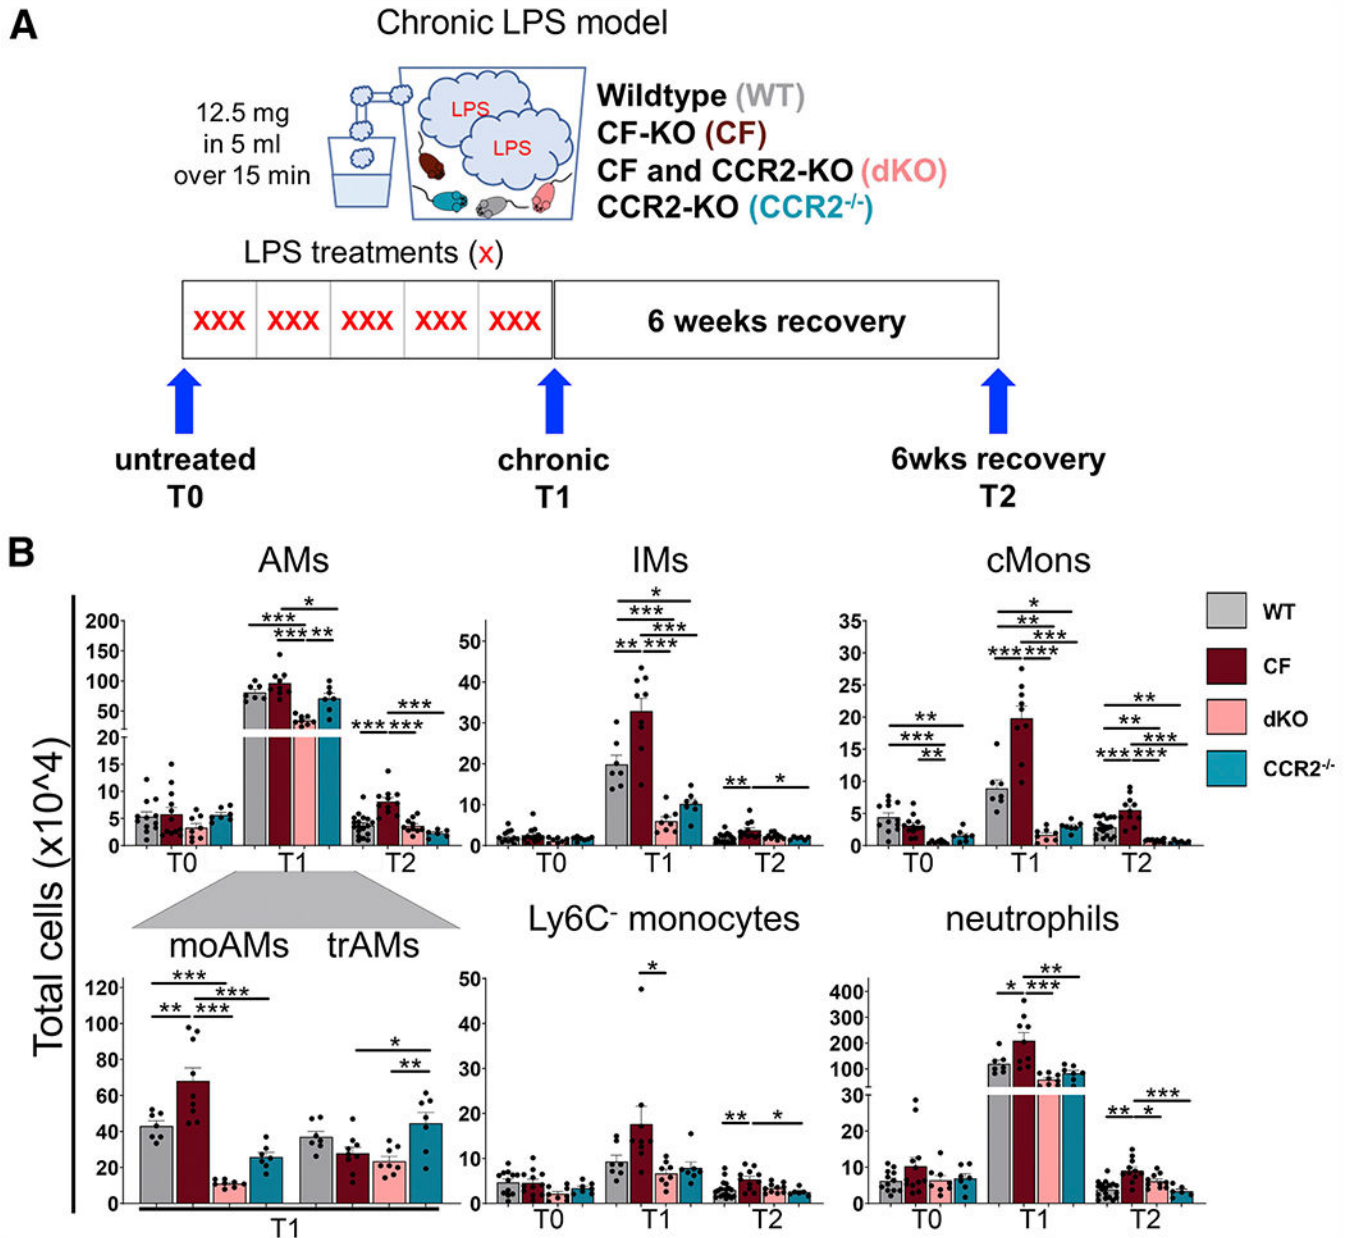 A
Chronic LPS model
12.5 mg
in 5 ml
over 15 min
LPS
LPS
Wildtype (WT)
CF-KO (CF)
CF and CCR2-KO (dKO)
CCR2-KO (CCR2-/-)
LPS treatments (x)
XXX XXX XXX XXX XXX
6 weeks recovery
untreated
T0
chronic
T1
6wks recovery
T2
B
Total cells (x10^4)
AMs
200
150
100
50
20
15
10
5
0
*
***
*** **
***
*** ***
T0 T1 T2
IMs
50
40
30
20
10
0
*
***
***
** ***
** *
T0 T1 T2
cMons
35
30
25
20
15
10
5
0
**
***
**
*
**
***
*** ***
**
**
***
*** ***
T0 T1 T2
WT
CF
dKO
CCR2-/-
moAMs trAMs
120
100
80
60
40
20
0
***
***
** ***
*
**
T1
Ly6C- monocytes
50
40
30
20
10
0
*
** *
T0 T1 T2
neutrophils
400
300
200
100
30
20
10
0
**
* ***
***
** *
T0 T1 T2